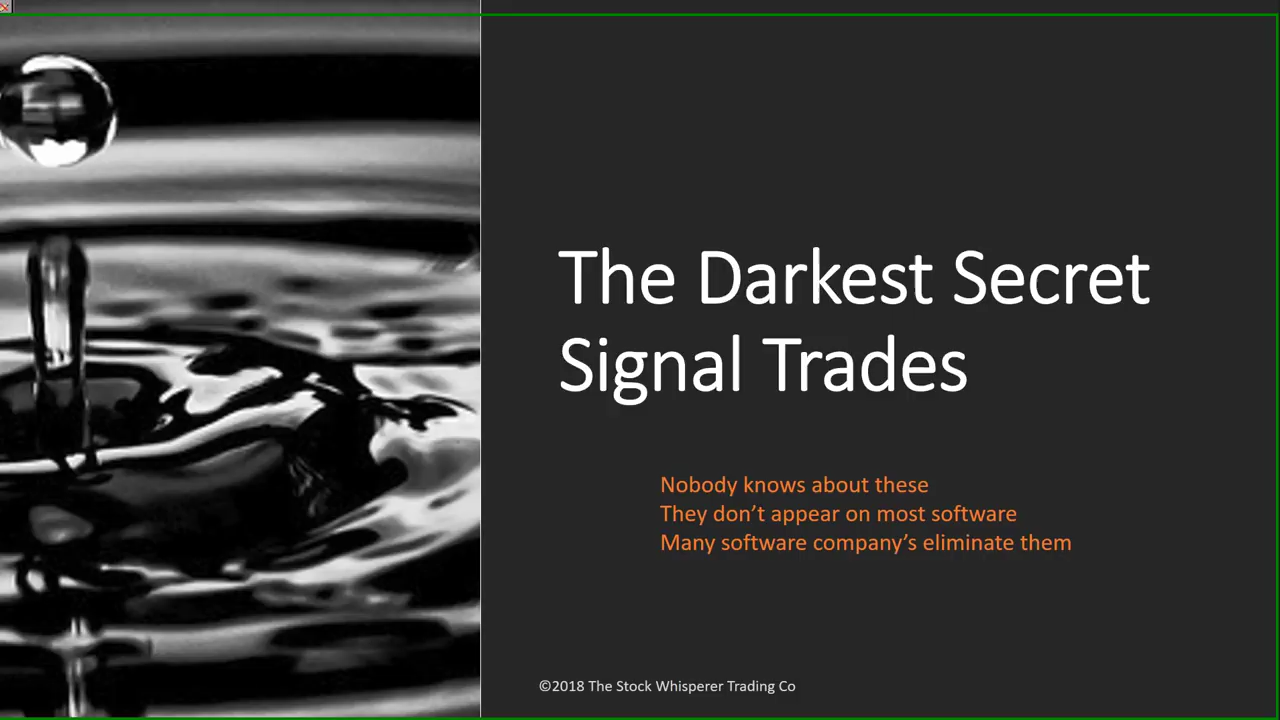 The Darkest Secret
Signal Trades
Nobody knows about these
They don’t appear on most software
Many software company’s eliminate them
©2018 The Stock Whisperer Trading Co